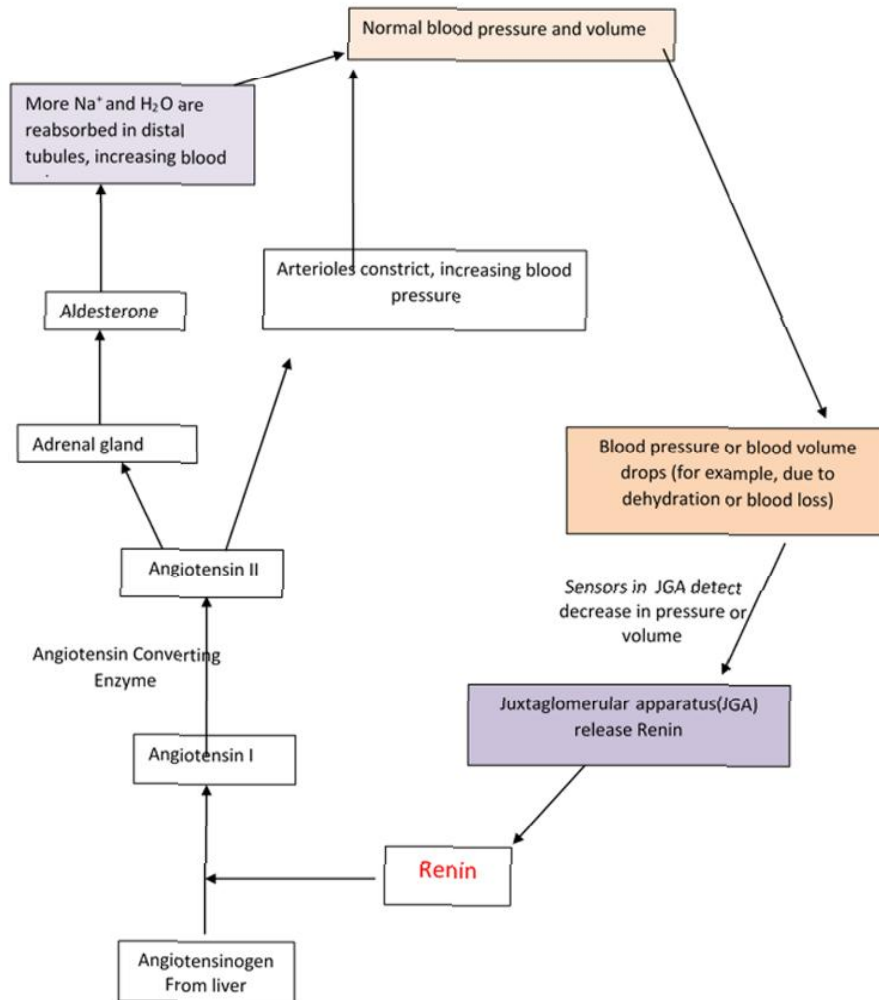 Normal blood pressure and volume
More Na⁺ and H₂O are
reabsorbed in distal
tubules, increasing blood
.
Arterioles constrict, increasing blood
pressure
Aldesterone
Adrenal gland
Blood pressure or blood volume
drops (for example, due to
dehydration or blood loss)
Angiotensin II
Sensors in JGA detect
decrease in pressure or
volume
Angiotensin Converting
Enzyme
Juxtaglomerular apparatus(JGA)
release Renin
Angiotensin I
Renin
Angiotensinogen
From liver